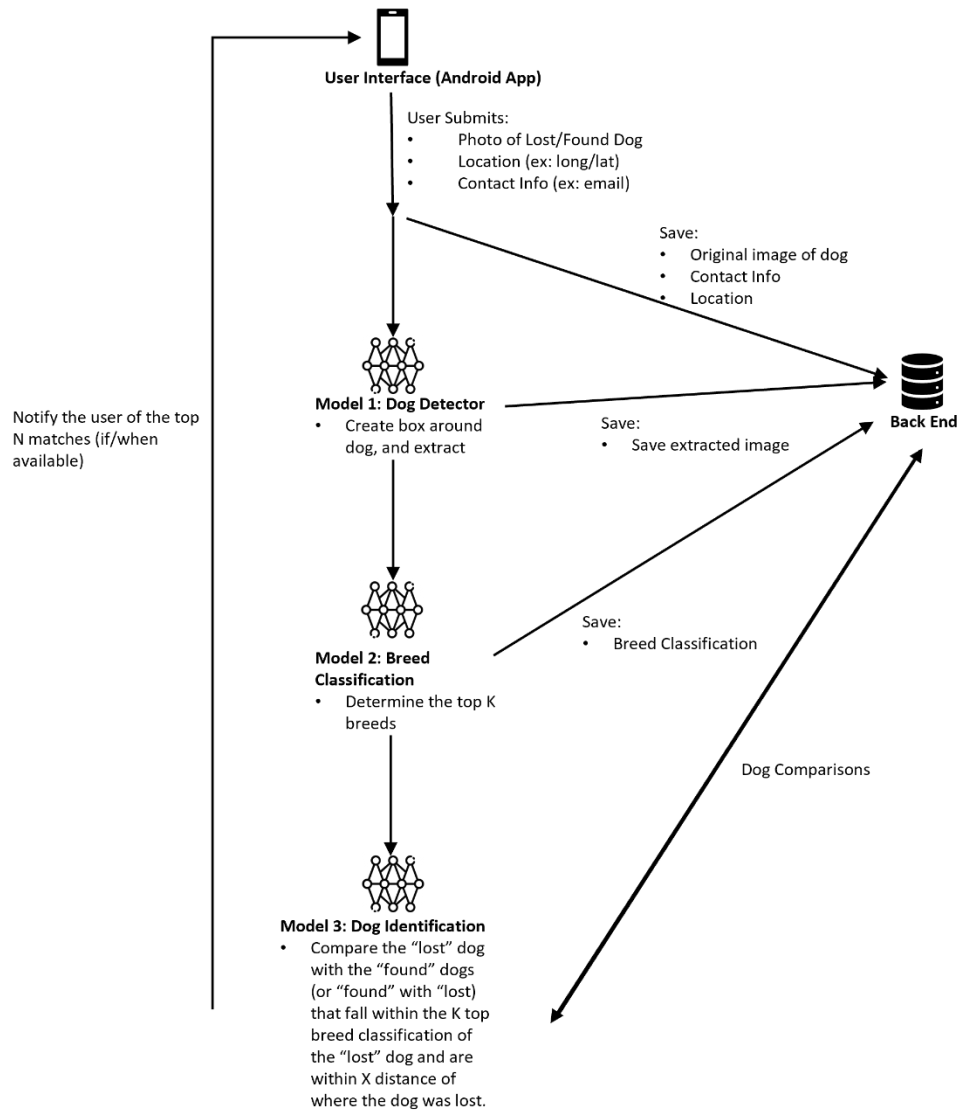 User Interface (Android App)
User Submits:
• Photo of Lost/Found Dog
• Location (ex: long/lat)
• Contact Info (ex: email)
Save:
• Original image of dog
• Contact Info
• Location
Model 1: Dog Detector
• Create box around
dog, and extract
Back End
Notify the user of the top
N matches (if/when
available)
Save:
• Save extracted image
Model 2: Breed
Classification
• Determine the top K
breeds
Save:
• Breed Classification
Dog Comparisons
Model 3: Dog Identification
• Compare the “lost” dog
with the “found” dogs
(or “found” with “lost)
that fall within the K top
breed classification of
the “lost” dog and are
within X distance of
where the dog was lost.